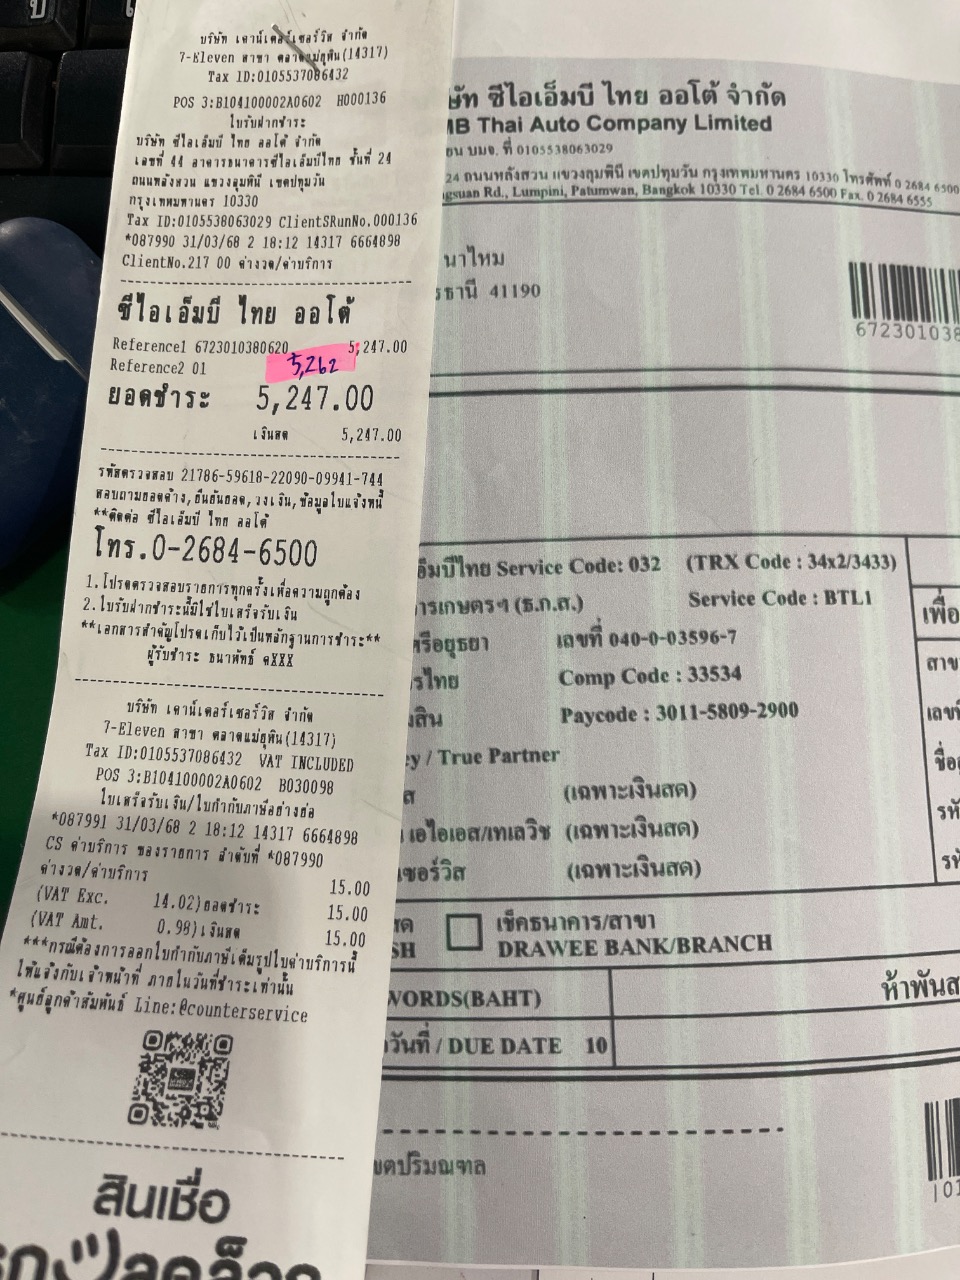 บริษัท เคาน์เตอร์เซอร์วิส จำกัด
7-Eleven สาขา ตลาดแม่ฮุพิน(14317)
Tax ID:0105537086432
POS 3:B104100002A0602 H000136
ใบรับฝากชำระ
บริษัท ซีไอเอ็มบี ไทย ออโต้ จำกัด
เลขที่ 44 อาคารธนาคารซีไอเอ็มบีไทย ชั้นที่ 24
ถนนหลังสวน แขวงลุมพินี เขตปทุมวัน
กรุงเทพมหานคร 10330
Tax ID:0105538063029 ClientSRunNo.000136
*087990 31/03/68 2 18:12 14317 6664898
ClientNo.217 00 ค่างวด/ค่าบริการ
ซีไอเอ็มบี ไทย ออโต้
Reference1 6723010380620 5,247.00
Reference2 01 5,262
ยอดชำระ 5,247.00
เงินสด 5,247.00
รหัสตรวจสอบ 21786-59618-22090-09941-744
สอบถามยอดค้าง,ยืนยันยอด,วงเงิน,ข้อมูลใบแจ้งหนี้
**ติดต่อ ซีไอเอ็มบี ไทย ออโต้
โทร.0-2684-6500
1.โปรดตรวจสอบรายการทุกครั้งเพื่อความถูกต้อง
2.ใบรับฝากชำระนี้มิใช่ใบเสร็จรับเงิน
**เอกสารสำคัญโปรดเก็บไว้เป็นหลักฐานการชำระ**
ผู้รับชำระ ธนาพัทธ์ ดXXX
บริษัท เคาน์เตอร์เซอร์วิส จำกัด
7-Eleven สาขา ตลาดแม่ฮุพิน(14317)
Tax ID:0105537086432 VAT INCLUDED
POS 3:B104100002A0602 B030098
ใบเสร็จรับเงิน/ใบกำกับภาษีอย่างย่อ
*087991 31/03/68 2 18:12 14317 6664898
CS ค่าบริการ ของรายการ ลำดับที่ *087990
ค่างวด/ค่าบริการ 15.00
(VAT Exc. 14.02)ยอดชำระ 15.00
(VAT Amt. 0.98)เงินสด 15.00
***กรณีต้องการออกใบกำกับภาษีเต็มรูปใบค่าบริการนี้
ให้แจ้งกับเจ้าหน้าที่ ภายในวันที่ชำระเท่านั้น
*ศูนย์ลูกค้าสัมพันธ์ Line:@counterservice
สินเชื่อ
ษัท ซีไอเอ็มบี ไทย ออโต้ จำกัด
MB Thai Auto Company Limited
ยน บมจ. ที่ 0105538063029
24 ถนนหลังสวน แขวงลุมพินี เขตปทุมวัน กรุงเทพมหานคร 10330 โทรศัพท์ 0 2684 6500
gsuan Rd., Lumpini, Patumwan, Bangkok 10330 Tel. 0 2684 6500 Fax. 0 2684 6555
นาไหม
รธานี 41190
672301038
อ็มบีไทย Service Code: 032 (TRX Code : 34x2/3433)
การเกษตรฯ (ธ.ก.ส.) Service Code : BTL1
ศรีอยุธยา เลขที่ 040-0-03596-7
รไทย Comp Code : 33534
งสิน Paycode : 3011-5809-2900
ey / True Partner
ส (เฉพาะเงินสด)
เอไอเอส/เทเลวิซ (เฉพาะเงินสด)
เซอร์วิส (เฉพาะเงินสด)
เพื่อ
สาข
เลขที่
ชื่อ
รหั
รห้
สด เช็คธนาคาร/สาขา
SH DRAWEE BANK/BRANCH
WORDS(BAHT) ห้าพันส
วันที่ / DUE DATE 10
ขตปริมณฑล